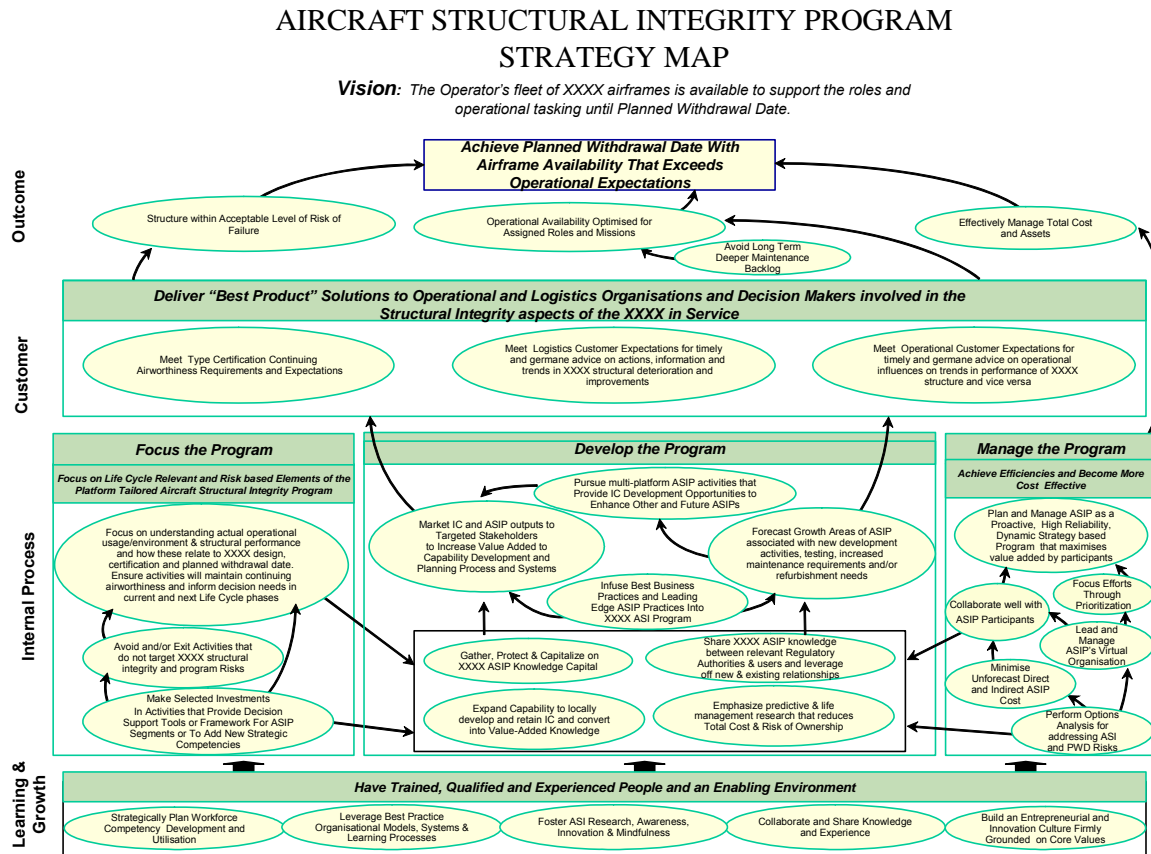 AIRCRAFT STRUCTURAL INTEGRITY PROGRAM
STRATEGY MAP
Vision: The Operator's fleet of XXXX airframes is available to support the roles and
operational tasking until Planned Withdrawal Date.
Outcome
Achieve Planned Withdrawal Date With
Airframe Availability That Exceeds
Operational Expectations
Structure within Acceptable Level of Risk of
Failure
Operational Availability Optimised for
Assigned Roles and Missions
Effectively Manage Total Cost
and Assets
Avoid Long Term
Deeper Maintenance
Backlog
Customer
Deliver "Best Product" Solutions to Operational and Logistics Organisations and Decision Makers involved in the
Structural Integrity aspects of the XXXX in Service
Meet Type Certification Continuing
Airworthiness Requirements and Expectations
Meet Logistics Customer Expectations for timely
and germane advice on actions, information and
trends in XXXX structural deterioration and
improvements
Meet Operational Customer Expectations for
timely and germane advice on operational
influences on trends in performance of XXXX
structure and vice versa
Internal Process
Focus the Program
Focus on Life Cycle Relevant and Risk based Elements of the
Platform Tailored Aircraft Structural Integrity Program
Focus on understanding actual operational
usage/environment & structural performance
and how these relate to XXXX design,
certification and planned withdrawal date.
Ensure activities will maintain continuing
airworthiness and inform decision needs in
current and next Life Cycle phases
Avoid and/or Exit Activities that
do not target XXXX structural
integrity and program Risks
Make Selected Investments
In Activities that Provide Decision
Support Tools or Framework For ASIP
Segments or To Add New Strategic
Competencies
Develop the Program
Pursue multi-platform ASIP activities that
Provide IC Development Opportunities to
Enhance Other and Future ASIPs
Market IC and ASIP outputs to
Targeted Stakeholders
to Increase Value Added to
Capability Development and
Planning Process and Systems
Forecast Growth Areas of ASIP
associated with new development
activities, testing, increased
maintenance requirements and/or
refurbishment needs
Infuse Best Business
Practices and Leading
Edge ASIP Practices Into
XXXX ASI Program
Gather, Protect & Capitalize on
XXXX ASIP Knowledge Capital
Share XXXX ASIP knowledge
between relevant Regulatory
Authorities & users and leverage
off new & existing relationships
Expand Capability to locally
develop and retain IC and convert
into Value-Added Knowledge
Emphasize predictive & life
management research that reduces
Total Cost & Risk of Ownership
Manage the Program
Achieve Efficiencies and Become More
Cost Effective
Plan and Manage ASIP as a
Proactive, High Reliability,
Dynamic Strategy based
Program that maximises
value added by participants
Focus Efforts
Through
Prioritization
Collaborate well with
ASIP Participants
Lead and
Manage
ASIP's Virtual
Organisation
Minimise
Unforecast Direct
and Indirect ASIP
Cost
Perform Options
Analysis for
addressing ASI
and PWD Risks
Learning &
Growth
Have Trained, Qualified and Experienced People and an Enabling Environment
Strategically Plan Workforce
Competency Development and
Utilisation
Leverage Best Practice
Organisational Models, Systems &
Learning Processes
Foster ASI Research, Awareness,
Innovation & Mindfulness
Collaborate and Share Knowledge
and Experience
Build an Entrepreneurial and
Innovation Culture Firmly
Grounded on Core Values